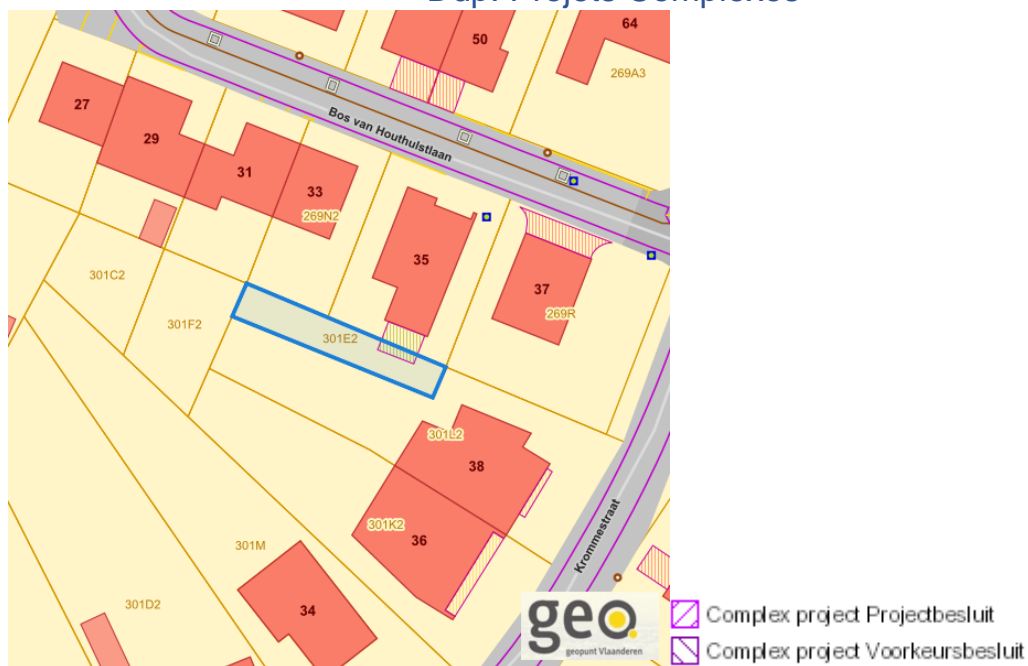 50
64
269A3
27
29
Bos van Houthulstlaan
31
33
269N2
35
37
269R
301C2
301F2
301E2
301L2
38
301K2
36
Krommestraat
301M
301D2
34
geo.
geopunt Vlaanderen
Complex project Projectbesluit
Complex project Voorkeursbesluit